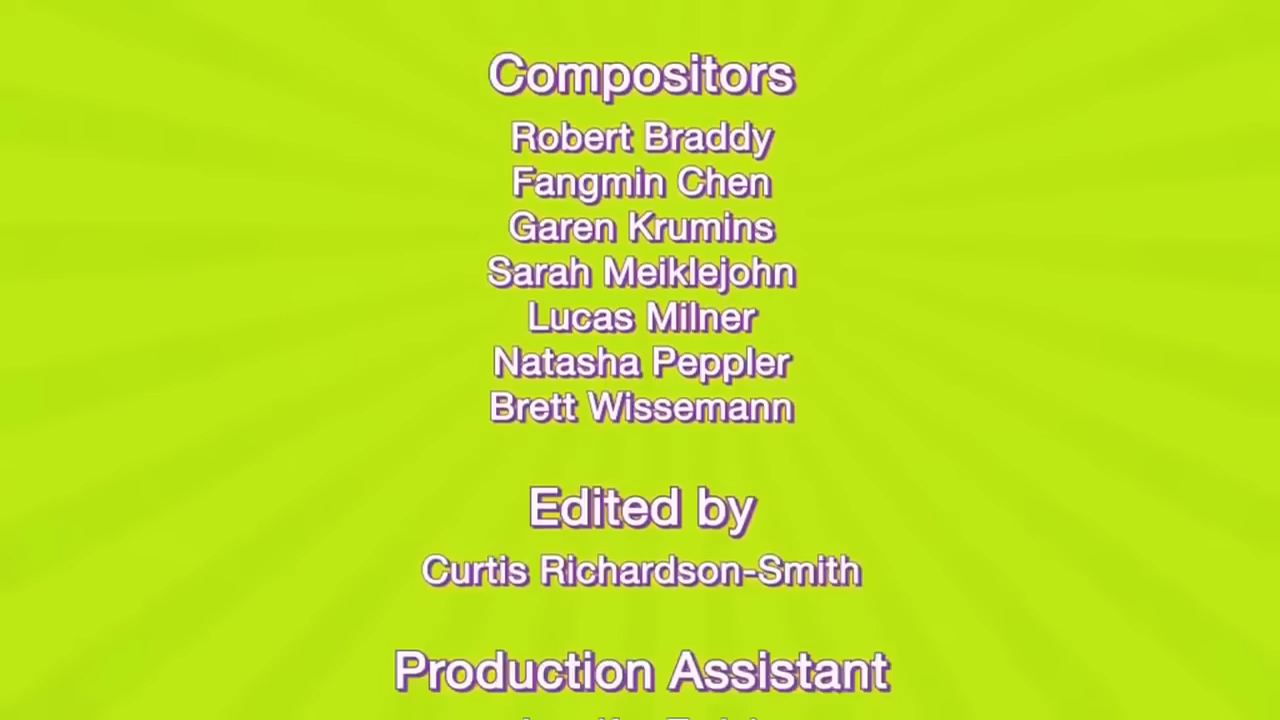 Compositors
Robert Braddy
Fangmin Chen
Garen Krumins
Sarah Meiklejohn
Lucas Milner
Natasha Peppler
Brett Wissemann
Edited by
Curtis Richardson-Smith
Production Assistant